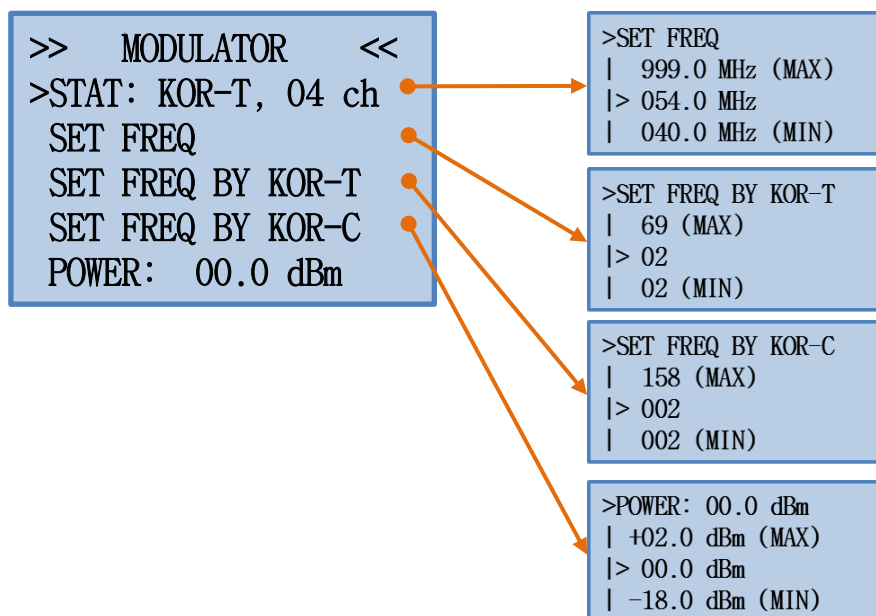 >> MODULATOR <<
>STAT: KOR-T, 04 ch
SET FREQ
SET FREQ BY KOR-T
SET FREQ BY KOR-C
POWER: 00.0 dBm
>SET FREQ
| 999.0 MHz (MAX)
|> 054.0 MHz
| 040.0 MHz (MIN)
>SET FREQ BY KOR-T
| 69 (MAX)
|> 02
| 02 (MIN)
>SET FREQ BY KOR-C
| 158 (MAX)
|> 002
| 002 (MIN)
>POWER: 00.0 dBm
| +02.0 dBm (MAX)
|> 00.0 dBm
| -18.0 dBm (MIN)